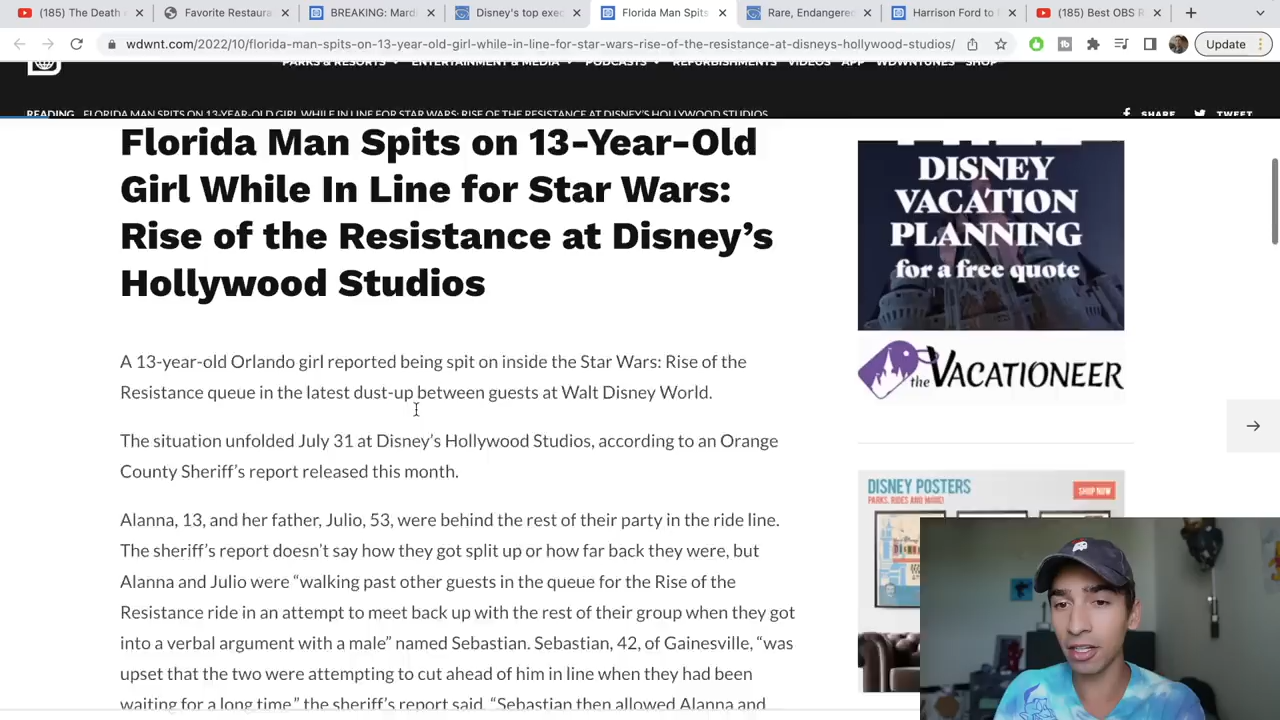 (185) The Death
Favorite Restaura
BREAKING: Mardi
Disney's top exec
Florida Man Spits
Rare, Endangered
Harrison Ford to
(185) Best OBS R
wdwnt.com/2022/10/florida-man-spits-on-13-year-old-girl-while-in-line-for-star-wars-rise-of-the-resistance-at-disneys-hollywood-studios/
Update
PARKS & RESORTS ENTERTAINMENT & MEDIA PODCASTS REFURBISHMENTS VIDEOS APP WDWNTUNES SHOP
READING FLORIDA MAN SPITS ON 13-YEAR-OLD GIRL WHILE IN LINE FOR STAR WARS: RISE OF THE RESISTANCE AT DISNEY'S HOLLYWOOD STUDIOS
SHARE TWEET
Florida Man Spits on 13-Year-Old
Girl While In Line for Star Wars:
Rise of the Resistance at Disney’s
Hollywood Studios
A 13-year-old Orlando girl reported being spit on inside the Star Wars: Rise of the
Resistance queue in the latest dust-up between guests at Walt Disney World.
The situation unfolded July 31 at Disney’s Hollywood Studios, according to an Orange
County Sheriff’s report released this month.
Alanna, 13, and her father, Julio, 53, were behind the rest of their party in the ride line.
The sheriff’s report doesn’t say how they got split up or how far back they were, but
Alanna and Julio were “walking past other guests in the queue for the Rise of the
Resistance ride in an attempt to meet back up with the rest of their group when they got
into a verbal argument with a male” named Sebastian. Sebastian, 42, of Gainesville, “was
upset that the two were attempting to cut ahead of him in line when they had been
waiting for a long time,” the sheriff’s report said. “Sebastian then allowed Alanna and
DISNEY
VACATION
PLANNING
for a free quote
the VACATIONEER
DISNEY POSTERS
PARKS, RIDES AND MORE!
SHOP NOW